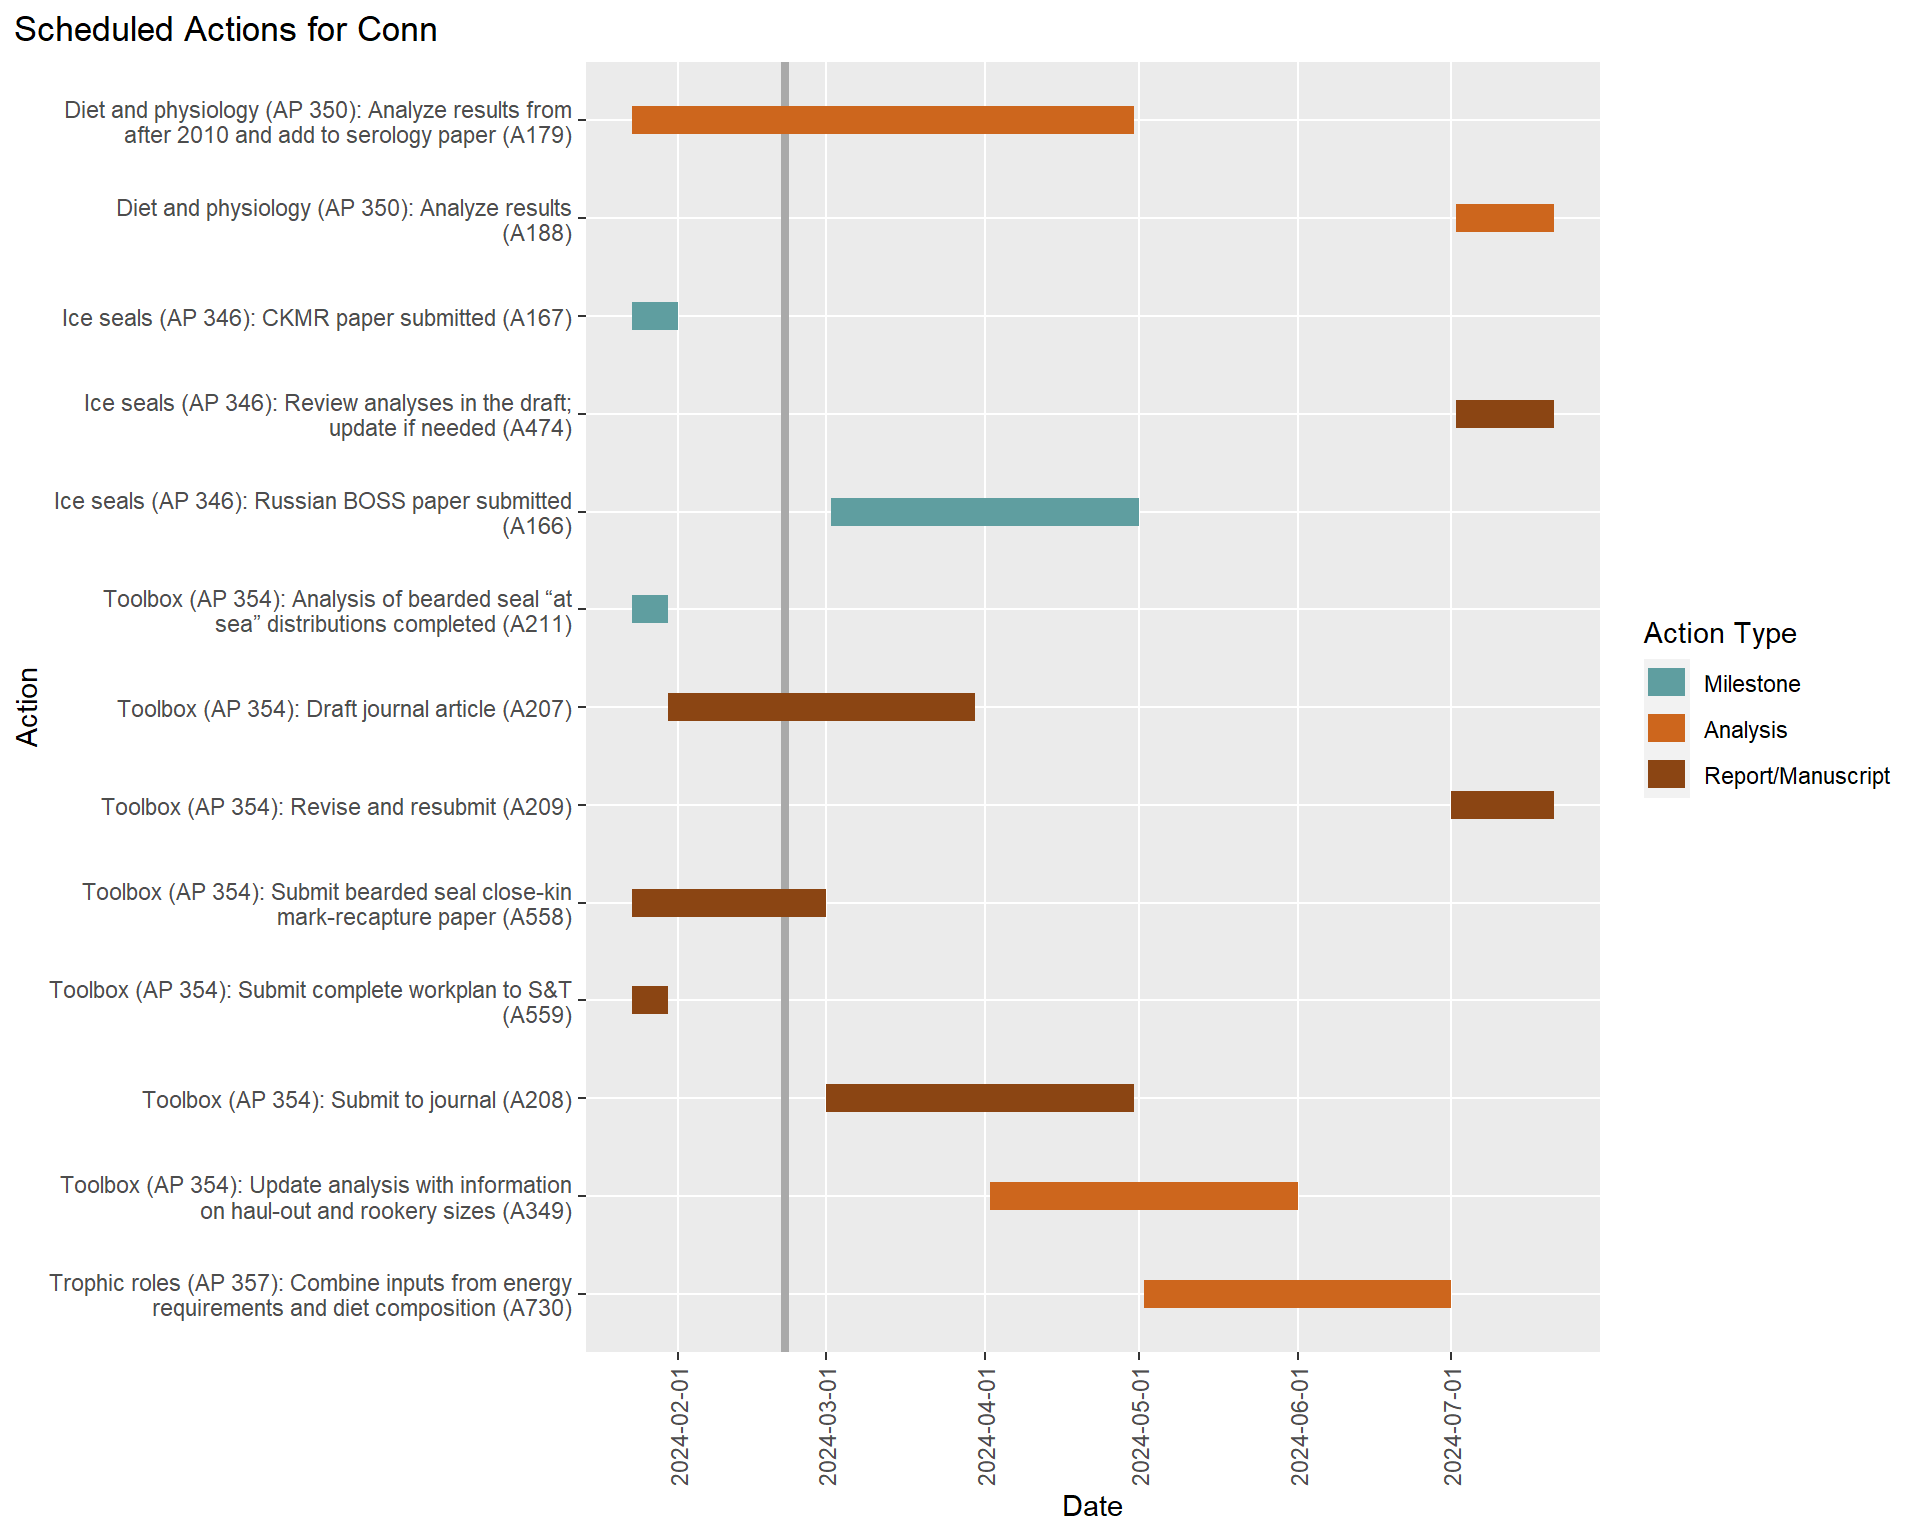 Scheduled Actions for Conn
Diet and physiology (AP 350): Analyze results from
after 2010 and add to serology paper (A179)
Diet and physiology (AP 350): Analyze results
(A188)
Ice seals (AP 346): CKMR paper submitted (A167)
Ice seals (AP 346): Review analyses in the draft;
update if needed (A474)
Ice seals (AP 346): Russian BOSS paper submitted
(A166)
Toolbox (AP 354): Analysis of bearded seal “at
sea” distributions completed (A211)
Toolbox (AP 354): Draft journal article (A207)
Toolbox (AP 354): Revise and resubmit (A209)
Toolbox (AP 354): Submit bearded seal close-kin
mark-recapture paper (A558)
Toolbox (AP 354): Submit complete workplan to S&T
(A559)
Toolbox (AP 354): Submit to journal (A208)
Toolbox (AP 354): Update analysis with information
on haul-out and rookery sizes (A349)
Trophic roles (AP 357): Combine inputs from energy
requirements and diet composition (A730)
Action
2024-02-01
2024-03-01
2024-04-01
2024-05-01
2024-06-01
2024-07-01
Date
Action Type
Milestone
Analysis
Report/Manuscript